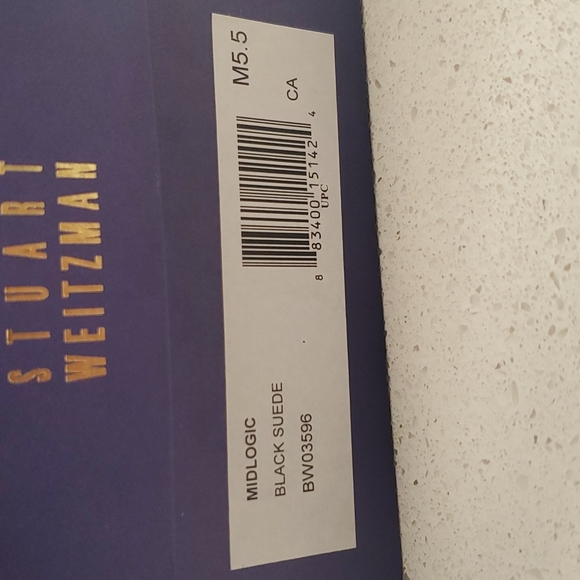 STUART
WEITZMAN
MIDLOGIC
BLACK SUEDE
BW03596
M5.5
CA
8 83400 15142 4
UPC